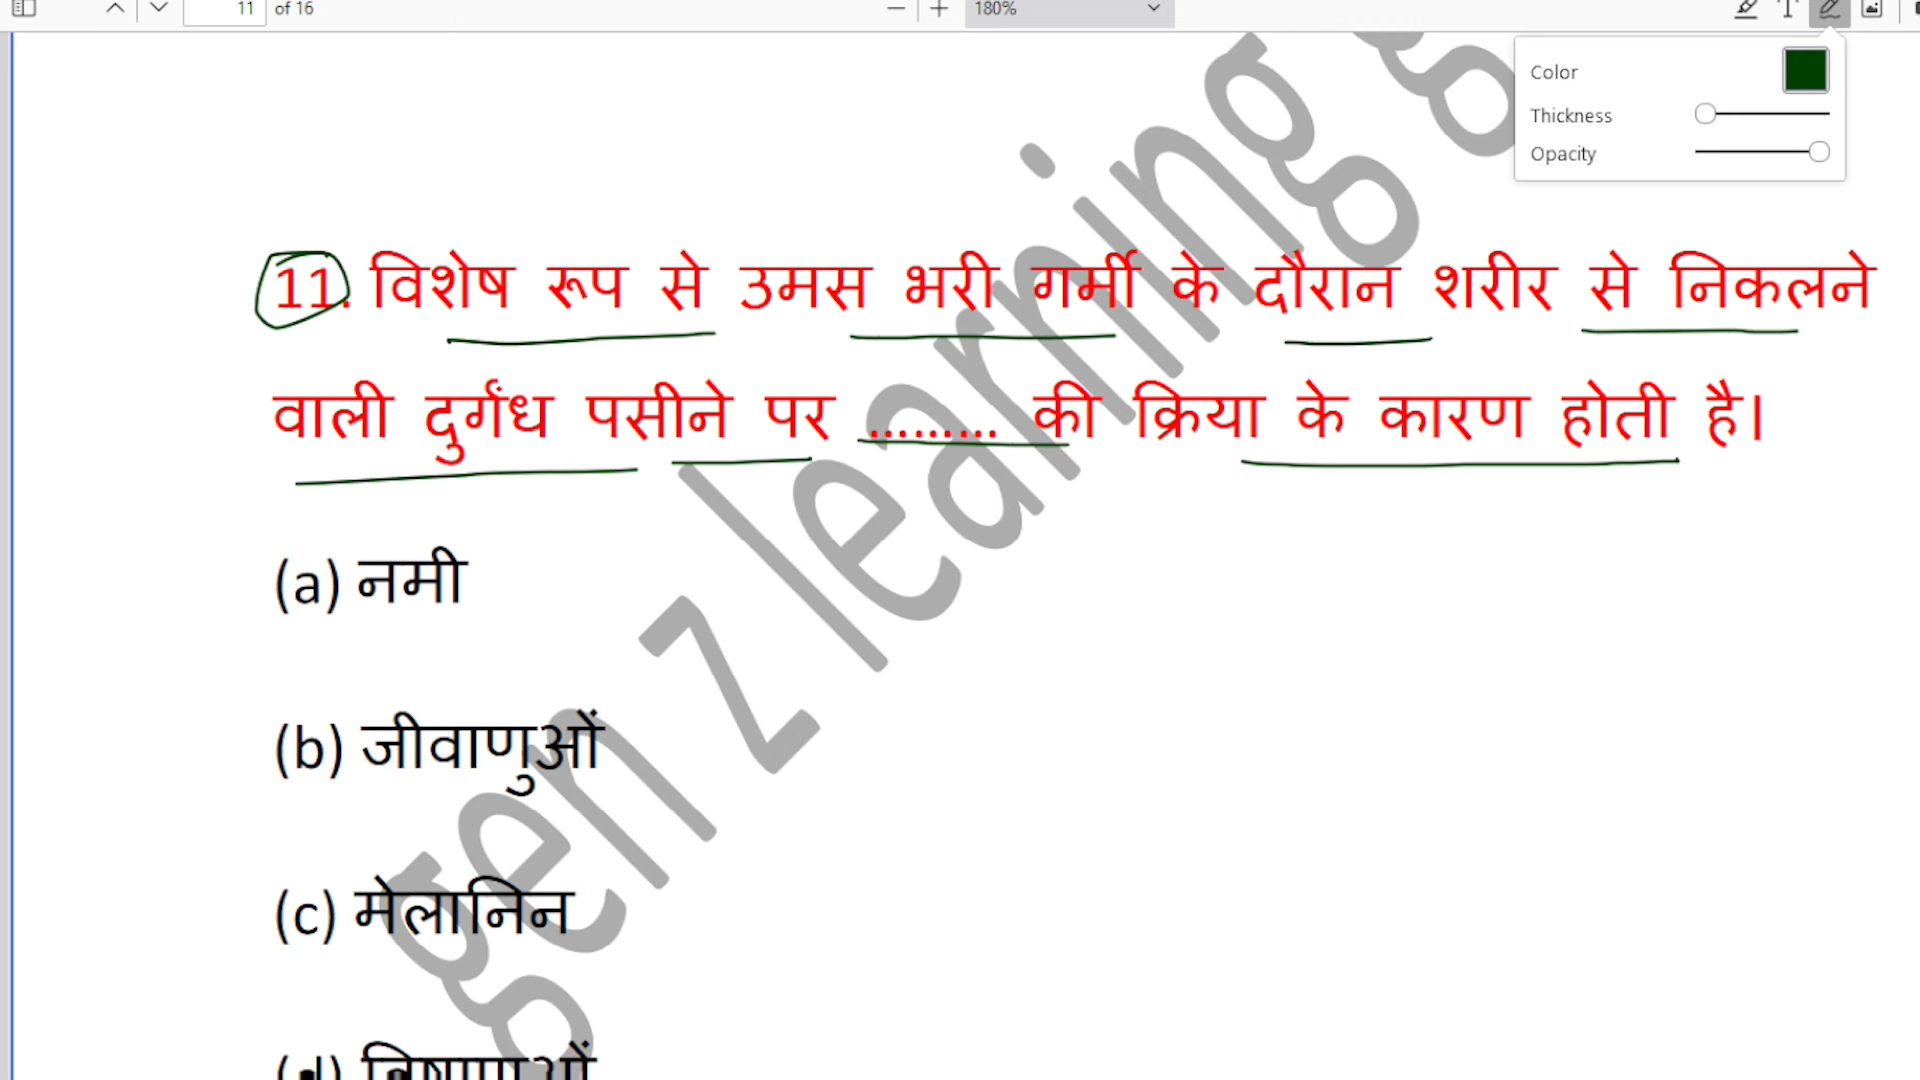 11 of 16
180%
Color
Thickness
Opacity
11. विशेष रूप से उमस भरी गर्मी के दौरान शरीर से निकलने
वाली दुर्गंध पसीने पर ......... की क्रिया के कारण होती है।
(a) नमी
(b) जीवाणुओं
(c) मेलानिन
(d) विषाणुओं
gen z learning